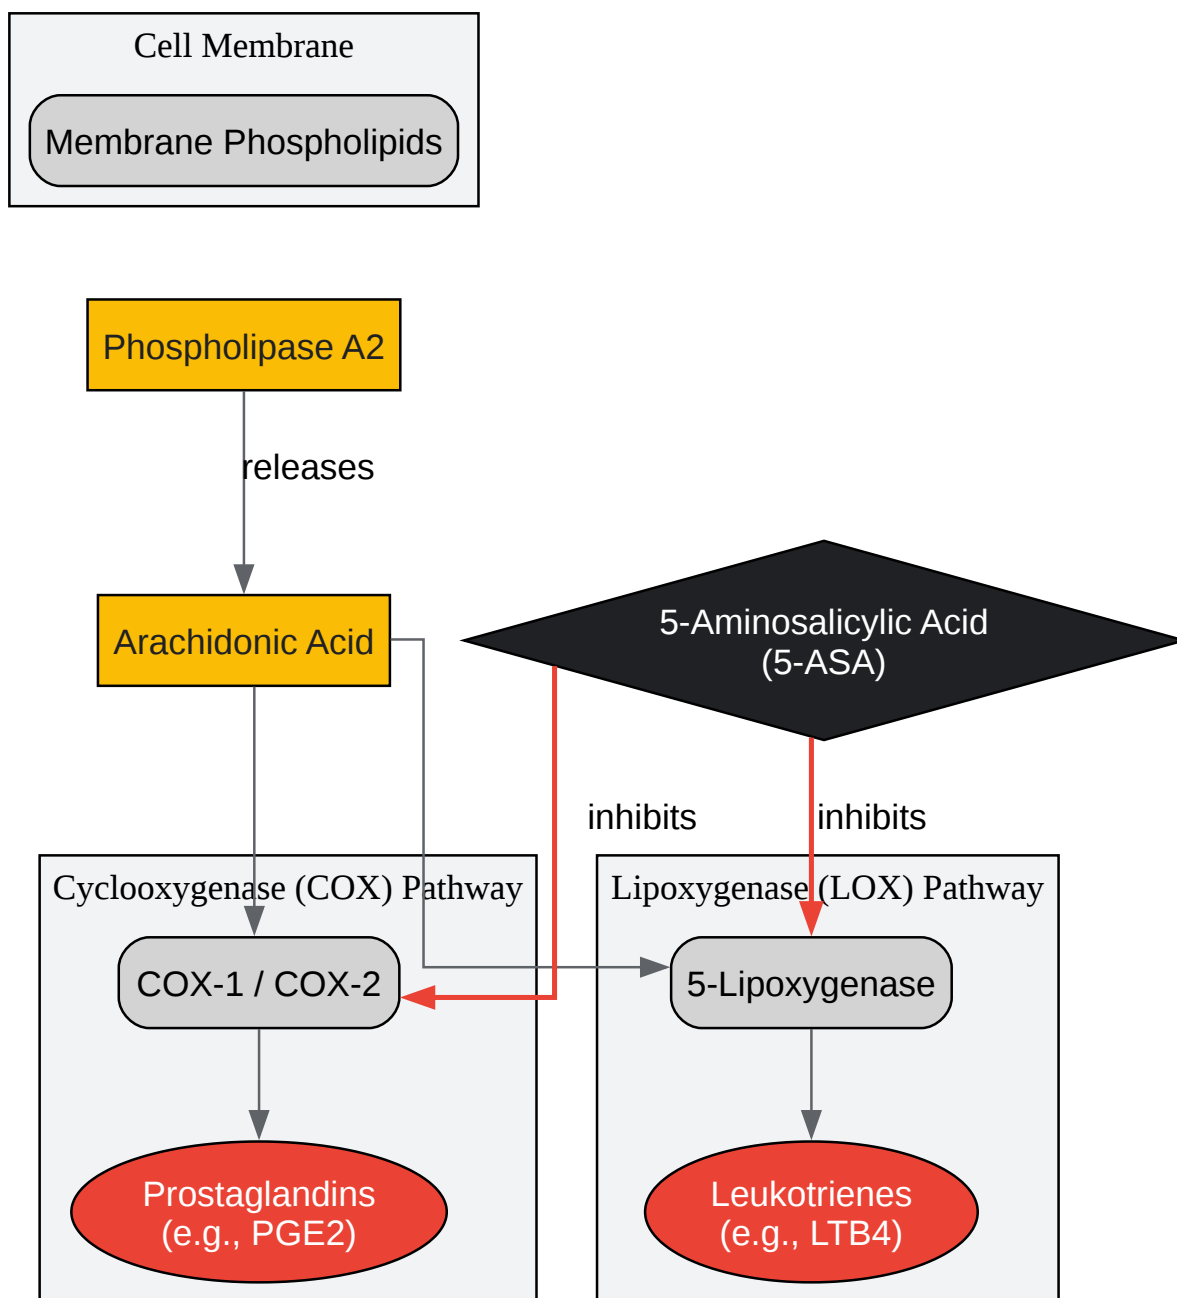 Cell Membrane
Membrane Phospholipids
Phospholipase A2
releases
Arachidonic Acid
5-Aminosalicylic Acid
(5-ASA)
inhibits
inhibits
Cyclooxygenase (COX) Pathway
Lipoxygenase (LOX) Pathway
COX-1 / COX-2
5-Lipoxygenase
Prostaglandins
(e.g., PGE2)
Leukotrienes
(e.g., LTB4)